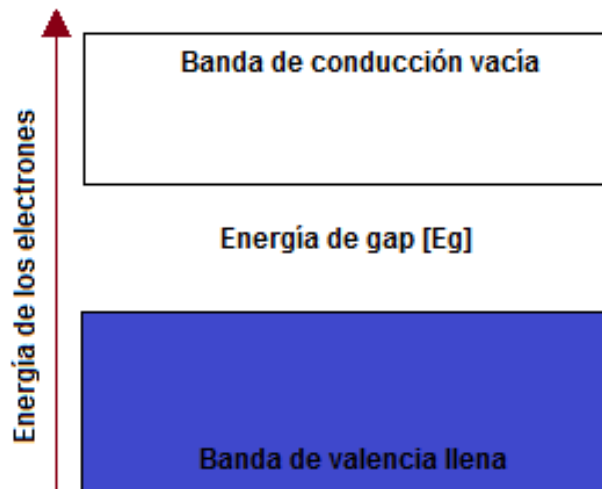 Banda de conducción vacía
Energía de los electrones
Energía de gap [Eg]
Banda de valencia llena